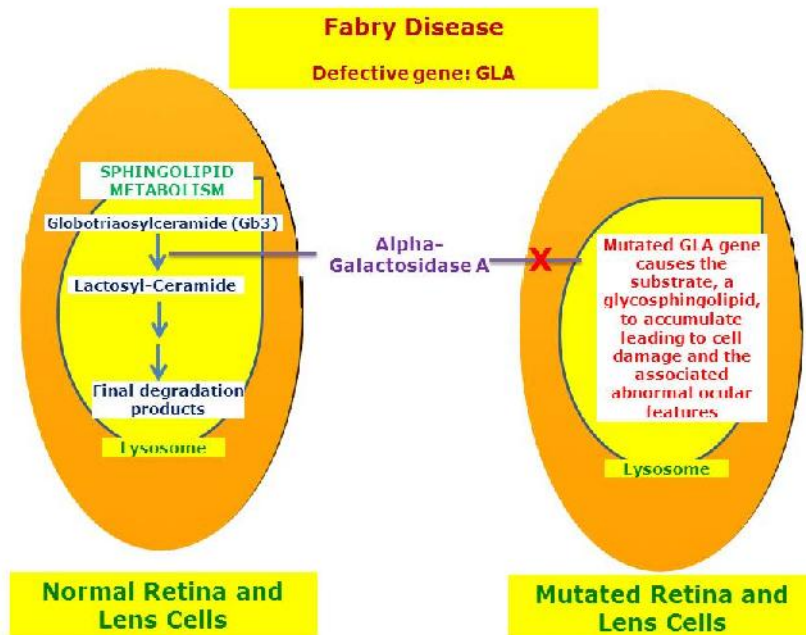 Fabry Disease
Defective gene: GLA
SPHINGOLIPID
METABOLISM
Globotriaosylceramide (Gb3)
Lactosyl-Ceramide
Final degradation
products
Lysosome
Alpha-
Galactosidase A
X
Mutated GLA gene
causes the
substrate, a
glycosphingolipid,
to accumulate
leading to cell
damage and the
associated
abnormal ocular
features
Lysosome
Normal Retina and
Lens Cells
Mutated Retina and
Lens Cells